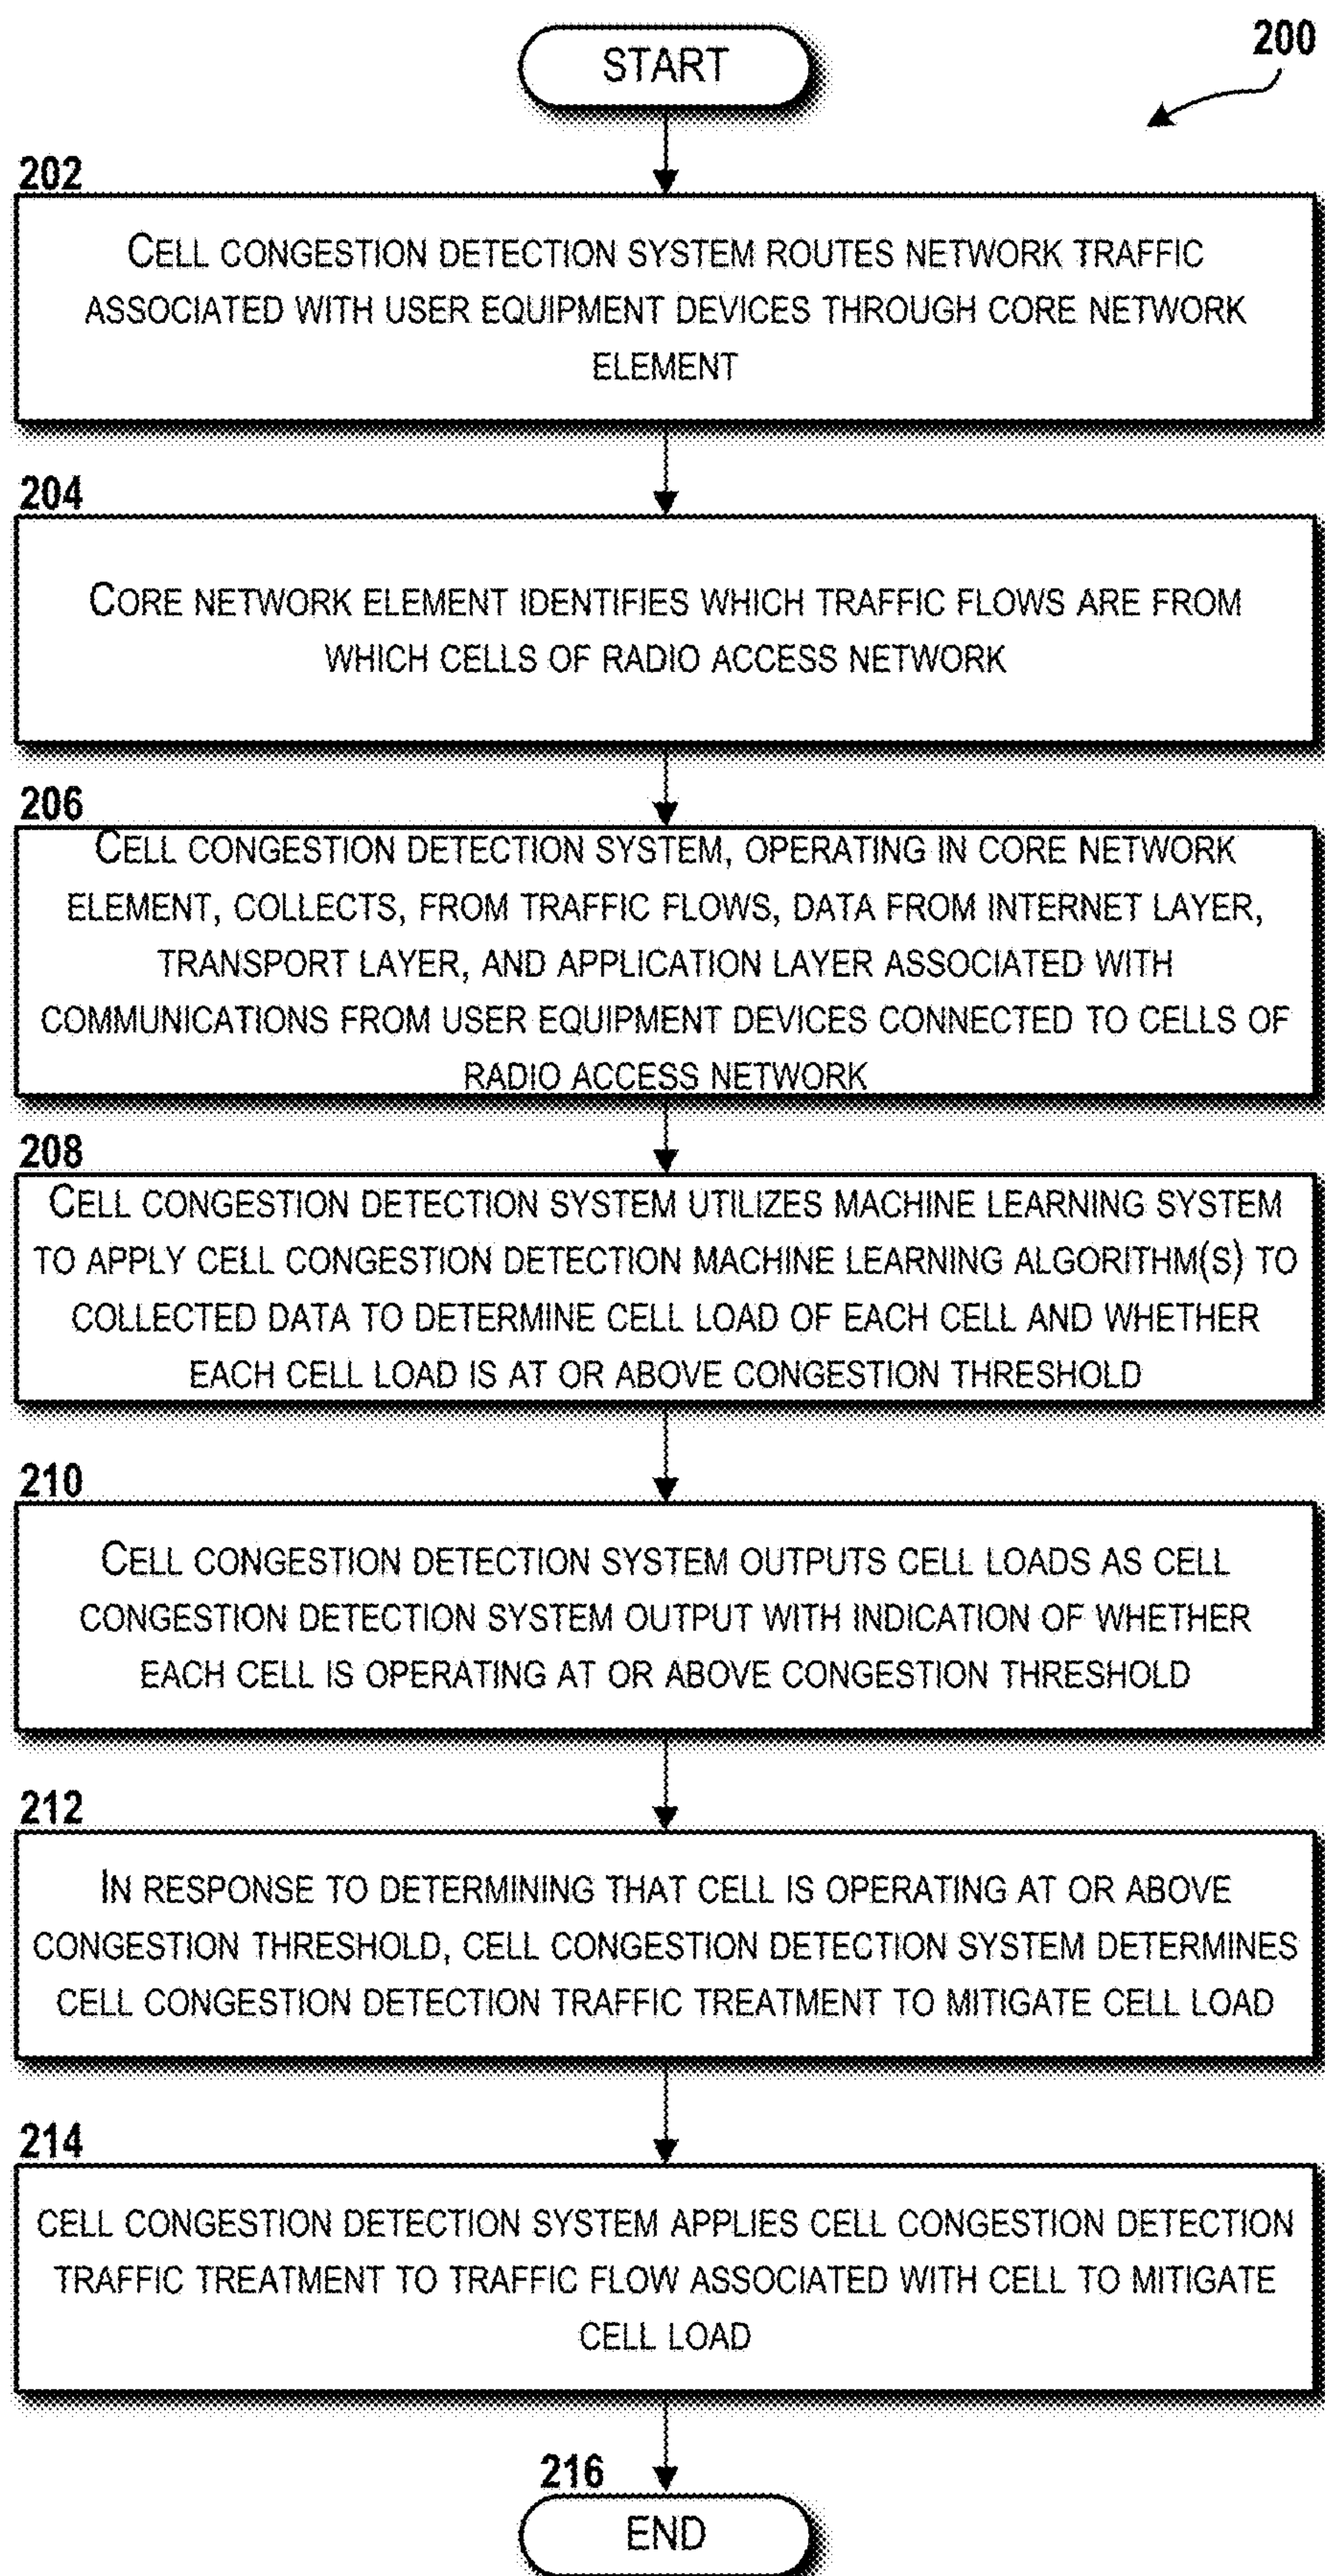 START
200
202
CELL CONGESTION DETECTION SYSTEM ROUTES NETWORK TRAFFIC
ASSOCIATED WITH USER EQUIPMENT DEVICES THROUGH CORE NETWORK
ELEMENT
204
CORE NETWORK ELEMENT IDENTIFIES WHICH TRAFFIC FLOWS ARE FROM
WHICH CELLS OF RADIO ACCESS NETWORK
206
CELL CONGESTION DETECTION SYSTEM, OPERATING IN CORE NETWORK
ELEMENT, COLLECTS, FROM TRAFFIC FLOWS, DATA FROM INTERNET LAYER,
TRANSPORT LAYER, AND APPLICATION LAYER ASSOCIATED WITH
COMMUNICATIONS FROM USER EQUIPMENT DEVICES CONNECTED TO CELLS OF
RADIO ACCESS NETWORK
208
CELL CONGESTION DETECTION SYSTEM UTILIZES MACHINE LEARNING SYSTEM
TO APPLY CELL CONGESTION DETECTION MACHINE LEARNING ALGORITHM(S) TO
COLLECTED DATA TO DETERMINE CELL LOAD OF EACH CELL AND WHETHER
EACH CELL LOAD IS AT OR ABOVE CONGESTION THRESHOLD
210
CELL CONGESTION DETECTION SYSTEM OUTPUTS CELL LOADS AS CELL
CONGESTION DETECTION SYSTEM OUTPUT WITH INDICATION OF WHETHER
EACH CELL IS OPERATING AT OR ABOVE CONGESTION THRESHOLD
212
IN RESPONSE TO DETERMINING THAT CELL IS OPERATING AT OR ABOVE
CONGESTION THRESHOLD, CELL CONGESTION DETECTION SYSTEM DETERMINES
CELL CONGESTION DETECTION TRAFFIC TREATMENT TO MITIGATE CELL LOAD
214
CELL CONGESTION DETECTION SYSTEM APPLIES CELL CONGESTION DETECTION
TRAFFIC TREATMENT TO TRAFFIC FLOW ASSOCIATED WITH CELL TO MITIGATE
CELL LOAD
216
END